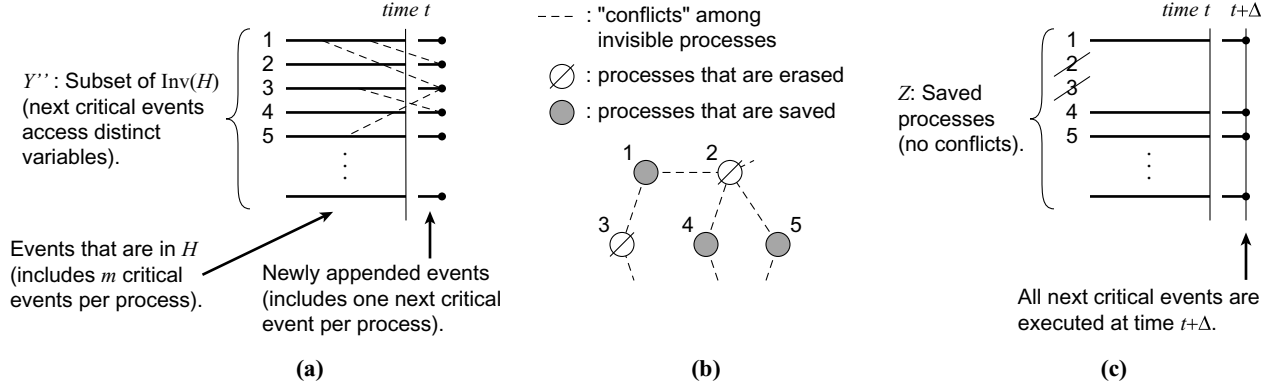 time t
1
2
3
4
5
Y’’ : Subset of Inv(H)
(next critical events
access distinct
variables).
Events that are in H
(includes m critical
events per process).
Newly appended events
(includes one next critical
event per process).
(a)
: "conflicts" among
invisible processes
: processes that are erased
: processes that are saved
1
2
3
4
5
(b)
time t
t+Δ
1
2
3
4
5
Z: Saved
processes
(no conflicts).
All next critical events are
executed at time t+Δ.
(c)